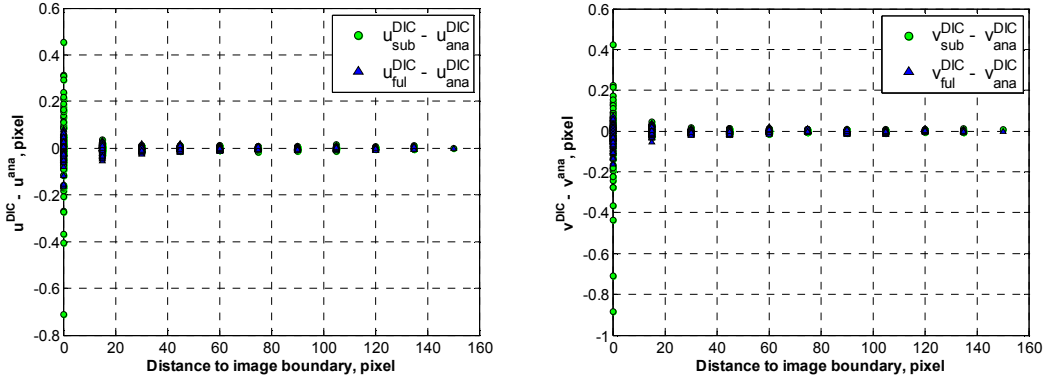 u_sub^DIC - u_ana^DIC
u_ful^DIC - u_ana^DIC
0.6
0.4
0.2
0
-0.2
-0.4
-0.6
-0.8
u^DIC - u^ana, pixel
0 20 40 60 80 100 120 140 160
Distance to image boundary, pixel
v_sub^DIC - v_ana^DIC
v_ful^DIC - v_ana^DIC
0.6
0.4
0.2
0
-0.2
-0.4
-0.6
-0.8
-1
v^DIC - v^ana, pixel
0 20 40 60 80 100 120 140 160
Distance to image boundary, pixel